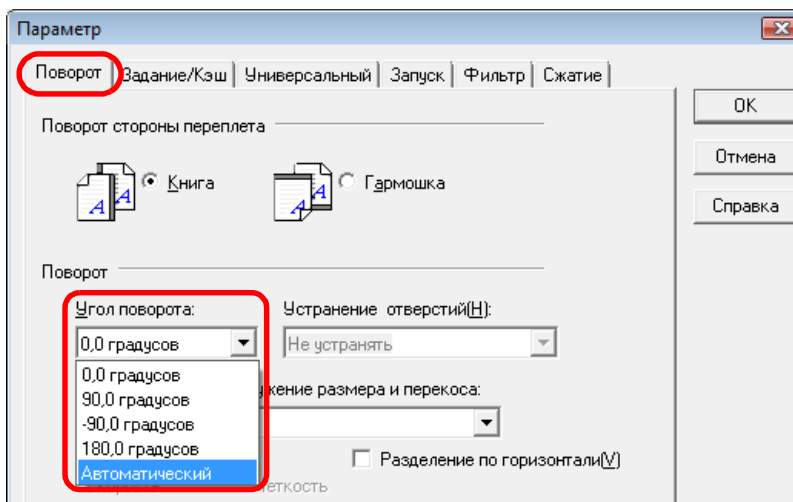 Параметр
Поворот Задание/Кэш Универсальный Запуск Фильтр Сжатие
OK
Отмена
Справка
Поворот стороны переплета
Книга Гармошка
Поворот
Угол поворота: Устранение отверстий(H):
0,0 градусов Не устранять
0,0 градусов
90,0 градусов
-90,0 градусов
180,0 градусов
Автоматический
размера и перекоса:
Разделение по горизонтали(V)